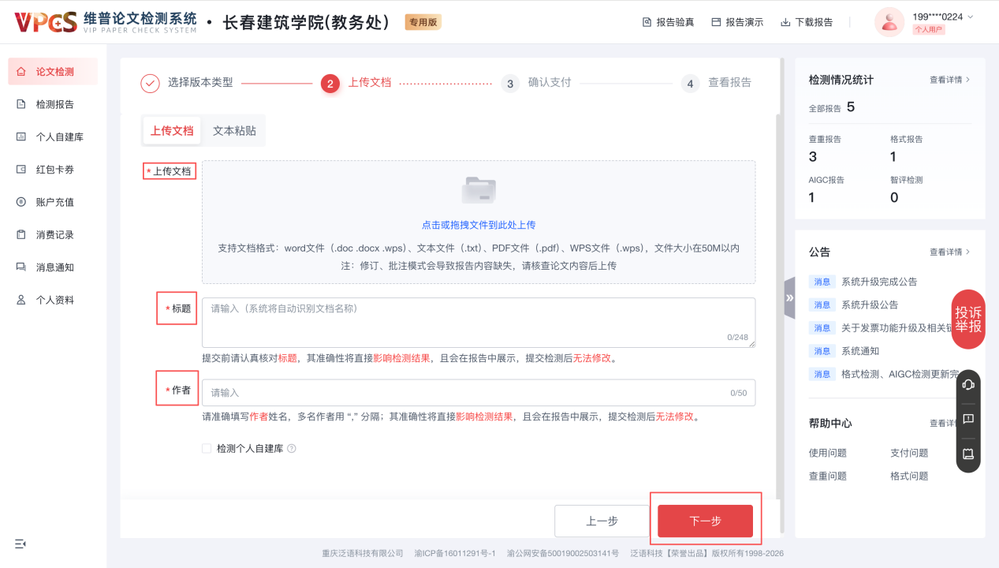 VPCS 维普论文检测系统 VIP PAPER CHECK SYSTEM · 长春建筑学院(教务处) 专用版
报告验真 报告演示 下载报告
199****0224
个人用户
论文检测
检测报告
个人自建库
红包卡券
账户充值
消费记录
消息通知
个人资料
选择版本类型 2 上传文档 3 确认支付 4 查看报告
上传文档 文本粘贴
* 上传文档
点击或拖拽文件到此处上传
支持文档格式：word文件（.doc .docx .wps）、文本文件（.txt）、PDF文件（.pdf）、WPS文件（.wps），文件大小在50M以内
注：修订、批注模式会导致报告内容缺失，请核查论文内容后上传
* 标题
请输入（系统将自动识别文档名称）
0/248
提交前请认真核对标题，其准确性将直接影响检测结果，且会在报告中展示，提交检测后无法修改。
* 作者
请输入
0/50
请准确填写作者姓名，多名作者用 “,” 分隔；其准确性将直接影响检测结果，且会在报告中展示，提交检测后无法修改。
检测个人自建库
上一步 下一步
检测情况统计 查看详情
全部报告 5
查重报告 格式报告
3 1
AIGC报告 智评检测
1 0
公告 查看详情
消息 系统升级完成公告
消息 系统升级公告
消息 关于发票功能升级及相关
消息 系统通知
消息 格式检测、AIGC检测更新完
投诉
举报
帮助中心 查看详
使用问题 支付问题
查重问题 格式问题
重庆泛语科技有限公司 渝ICP备16011291号-1 渝公网安备50019002503141号 泛语科技【荣誉出品】版权所有1998-2026